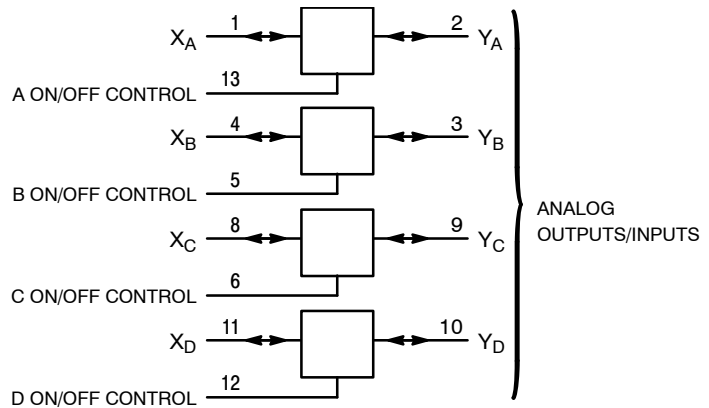 X_A 1 2 Y_A
13
A ON/OFF CONTROL
X_B 4 3 Y_B
5
B ON/OFF CONTROL
ANALOG
OUTPUTS/INPUTS
X_C 8 9 Y_C
6
C ON/OFF CONTROL
X_D 11 10 Y_D
12
D ON/OFF CONTROL